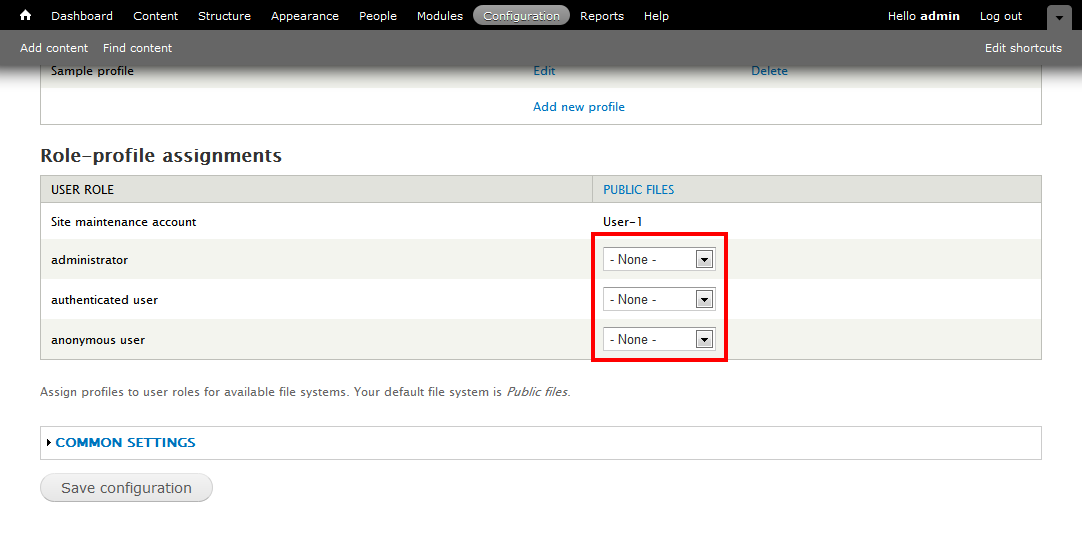 Dashboard Content Structure Appearance People Modules Configuration Reports Help Hello admin Log out
Add content Find content Edit shortcuts
Sample profile Edit Delete
Add new profile
Role-profile assignments
USER ROLE PUBLIC FILES
Site maintenance account User-1
administrator - None -
authenticated user - None -
anonymous user - None -
Assign profiles to user roles for available file systems. Your default file system is Public files.
COMMON SETTINGS
Save configuration